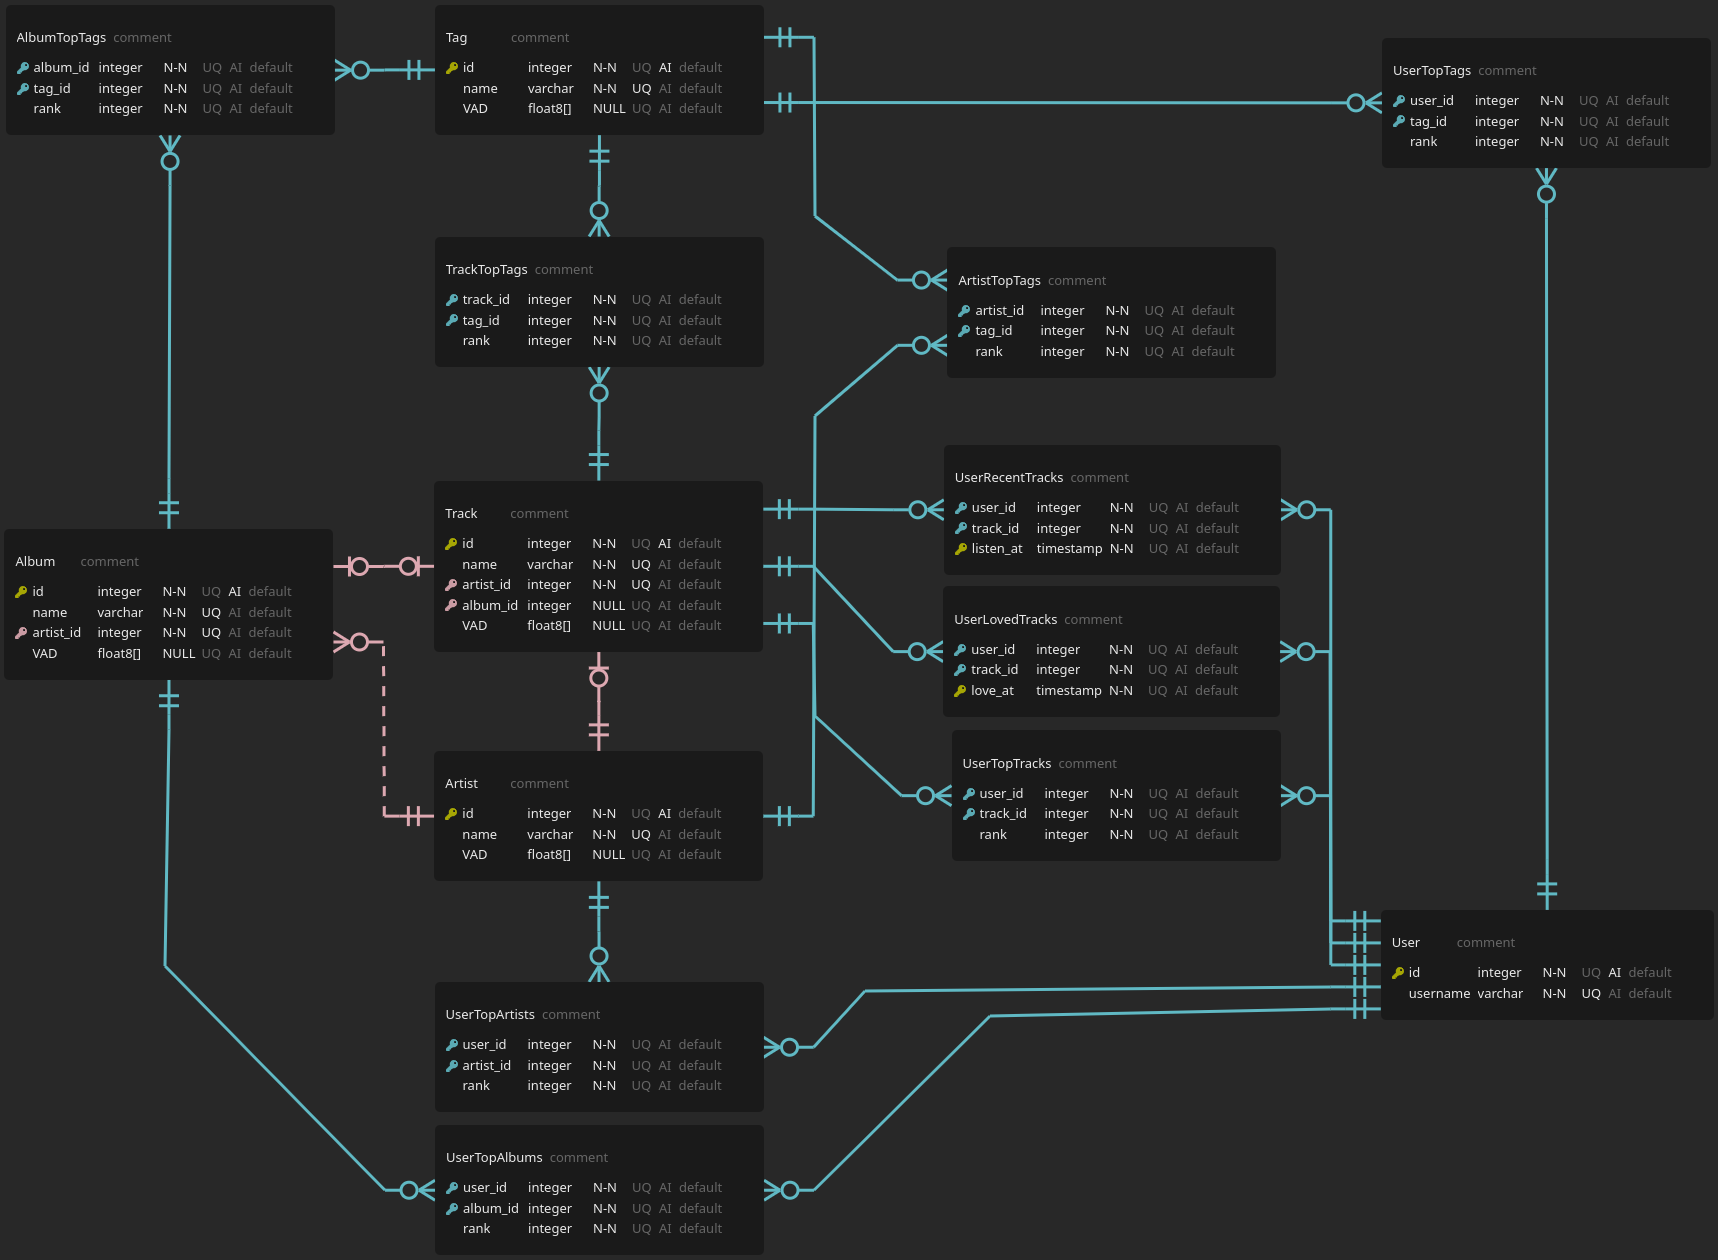 AlbumTopTags comment
album_id integer N-N UQ AI default
tag_id integer N-N UQ AI default
rank integer N-N UQ AI default
Tag comment
id integer N-N UQ AI default
name varchar N-N UQ AI default
VAD float8[] NULL UQ AI default
UserTopTags comment
user_id integer N-N UQ AI default
tag_id integer N-N UQ AI default
rank integer N-N UQ AI default
TrackTopTags comment
track_id integer N-N UQ AI default
tag_id integer N-N UQ AI default
rank integer N-N UQ AI default
ArtistTopTags comment
artist_id integer N-N UQ AI default
tag_id integer N-N UQ AI default
rank integer N-N UQ AI default
UserRecentTracks comment
user_id integer N-N UQ AI default
track_id integer N-N UQ AI default
listen_at timestamp N-N UQ AI default
Track comment
id integer N-N UQ AI default
name varchar N-N UQ AI default
artist_id integer N-N UQ AI default
album_id integer NULL UQ AI default
VAD float8[] NULL UQ AI default
Album comment
id integer N-N UQ AI default
name varchar N-N UQ AI default
artist_id integer N-N UQ AI default
VAD float8[] NULL UQ AI default
UserLovedTracks comment
user_id integer N-N UQ AI default
track_id integer N-N UQ AI default
love_at timestamp N-N UQ AI default
UserTopTracks comment
user_id integer N-N UQ AI default
track_id integer N-N UQ AI default
rank integer N-N UQ AI default
Artist comment
id integer N-N UQ AI default
name varchar N-N UQ AI default
VAD float8[] NULL UQ AI default
User comment
id integer N-N UQ AI default
username varchar N-N UQ AI default
UserTopArtists comment
user_id integer N-N UQ AI default
artist_id integer N-N UQ AI default
rank integer N-N UQ AI default
UserTopAlbums comment
user_id integer N-N UQ AI default
album_id integer N-N UQ AI default
rank integer N-N UQ AI default